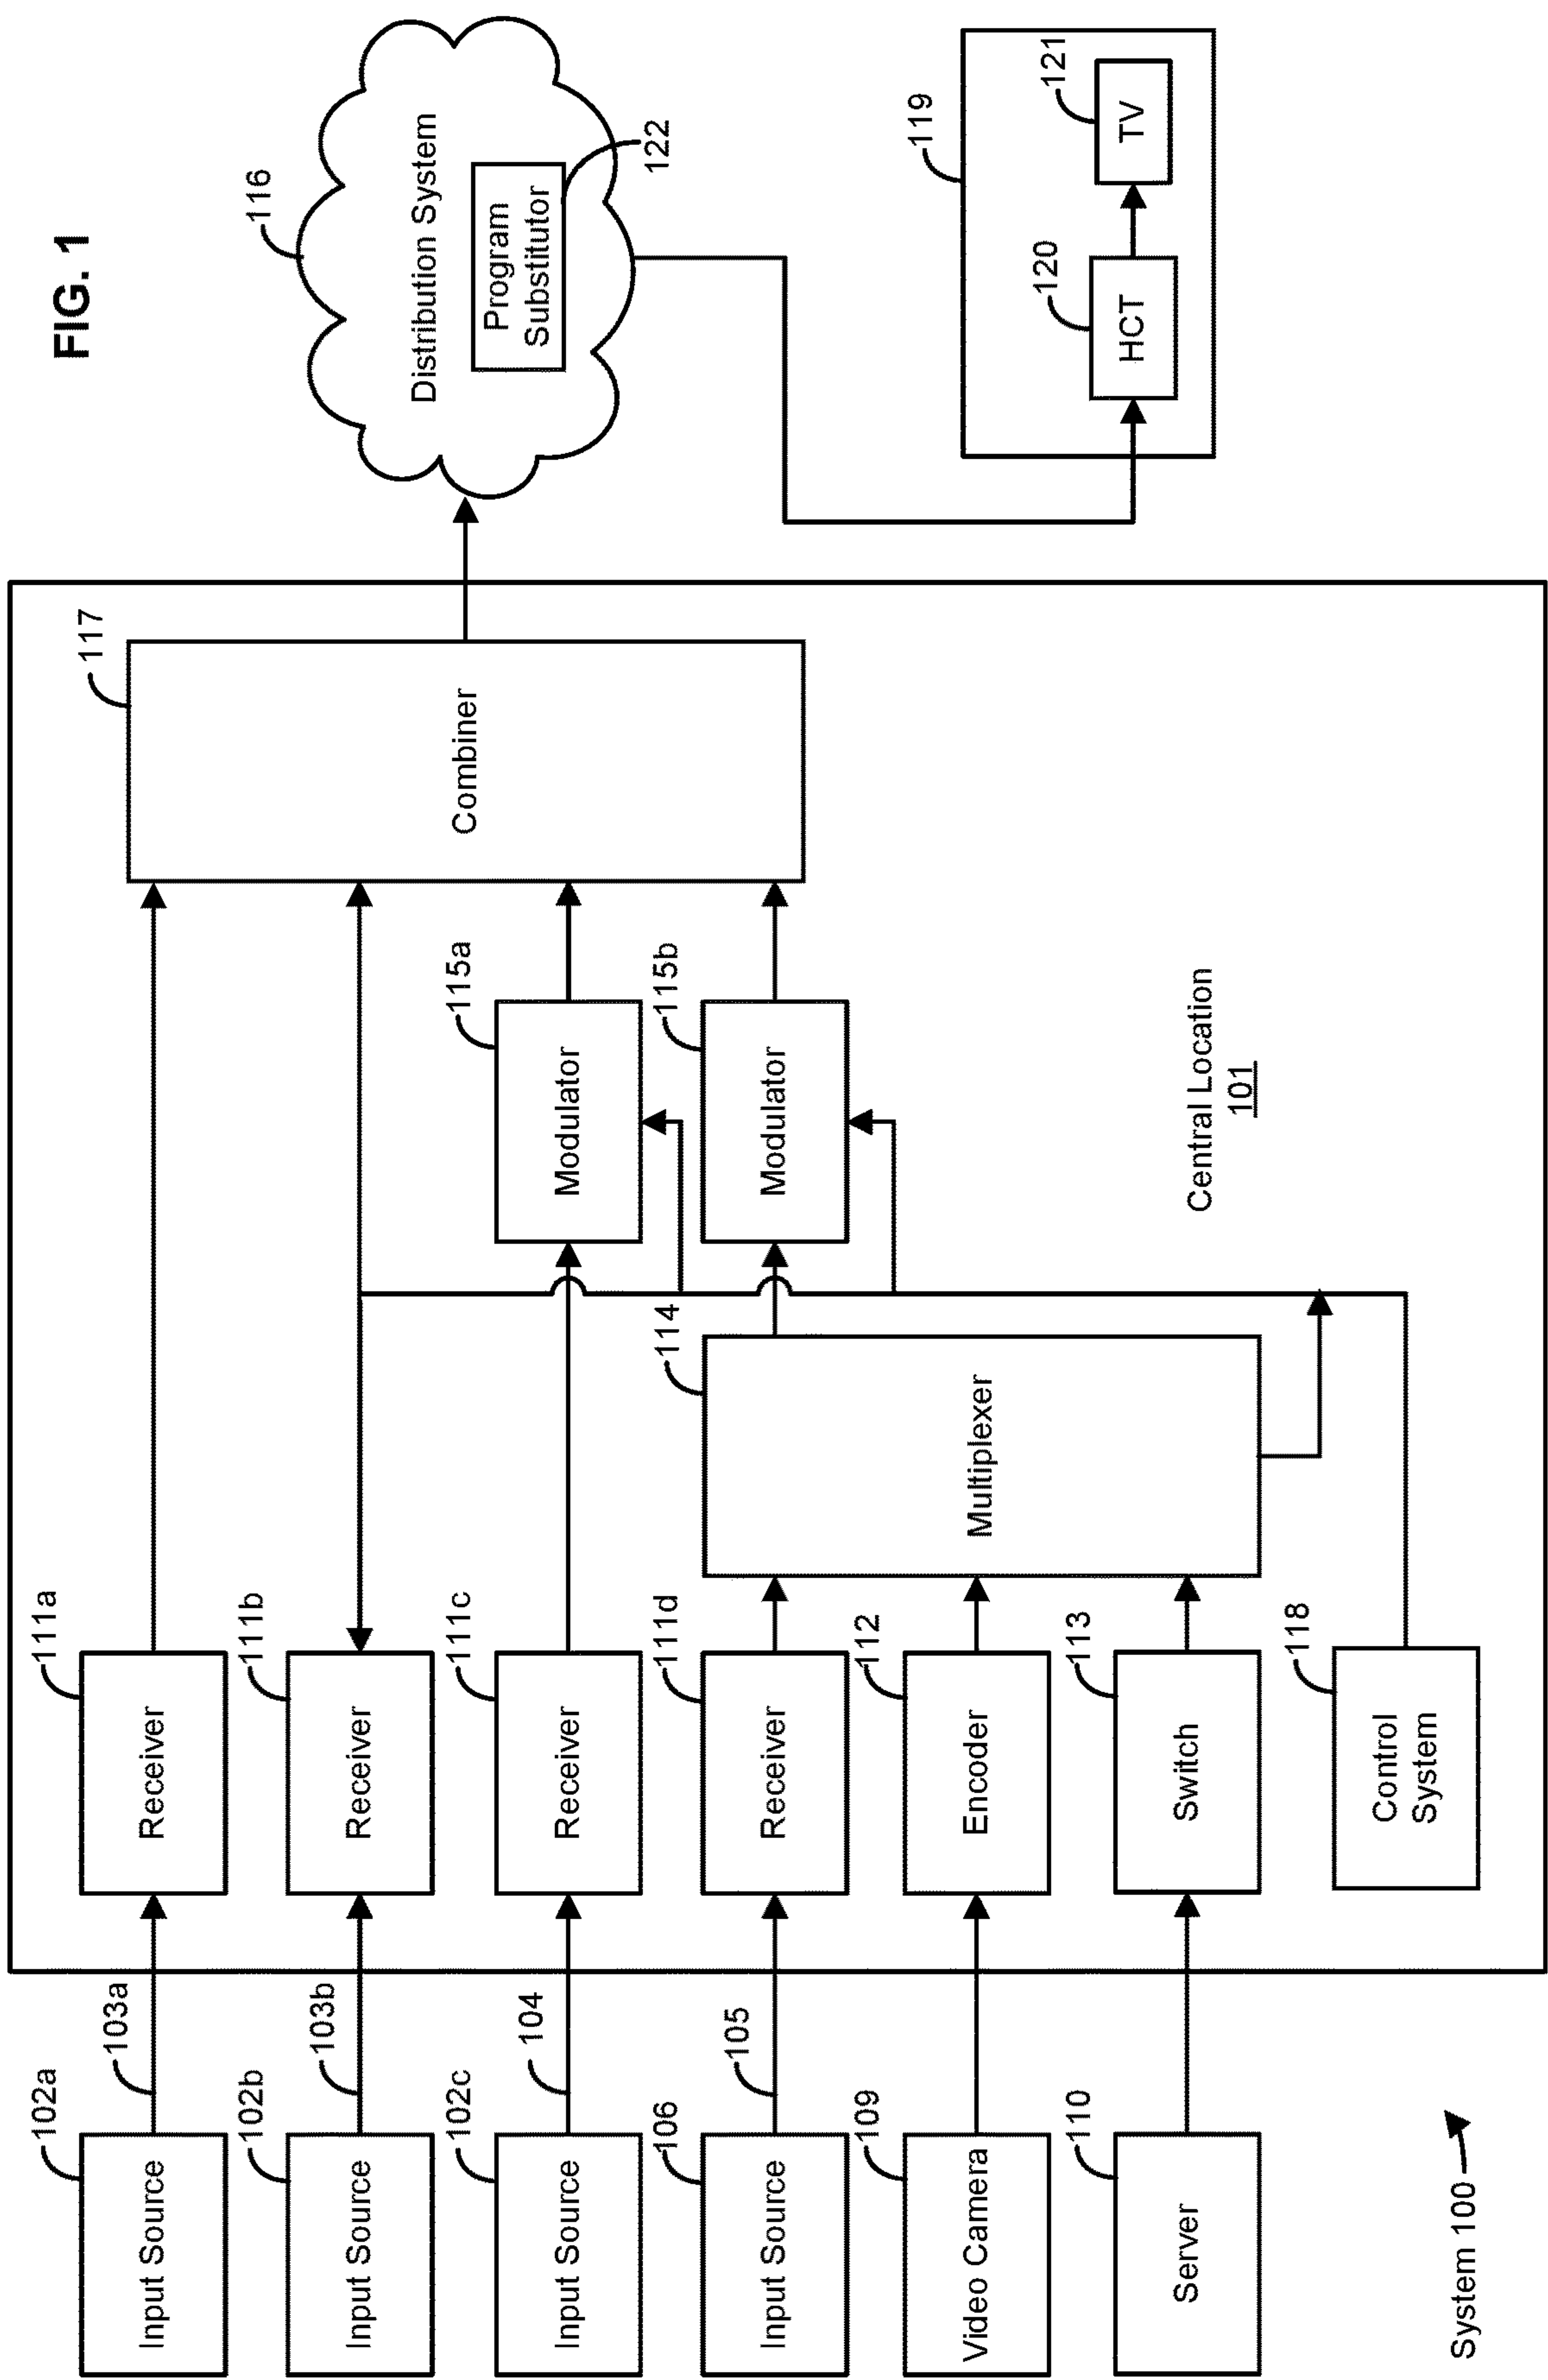 FIG. 1
102a
Input Source
103a
111a
Receiver
117
Combiner
116
Distribution System
Program
Substitutor
122
102b
Input Source
103b
111b
Receiver
102c
Input Source
104
111c
Receiver
115a
Modulator
106
Input Source
105
111d
Receiver
114
Multiplexer
115b
Modulator
109
Video Camera
112
Encoder
110
Server
113
Switch
118
Control
System
Central Location
101
119
120
HCT
121
TV
System 100